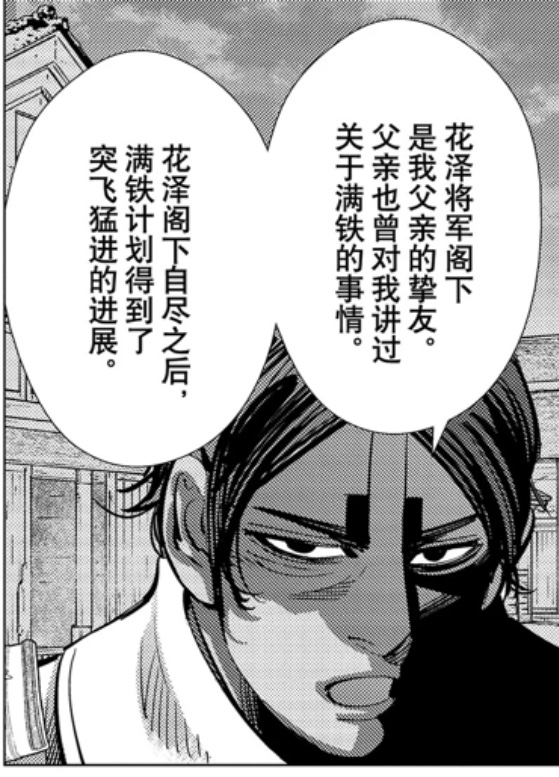 花泽将军阁下
是我父亲的挚友。
父亲也曾对我讲过
关于满铁的事情。
花泽阁下自尽之后，
满铁计划得到了
突飞猛进的进展。